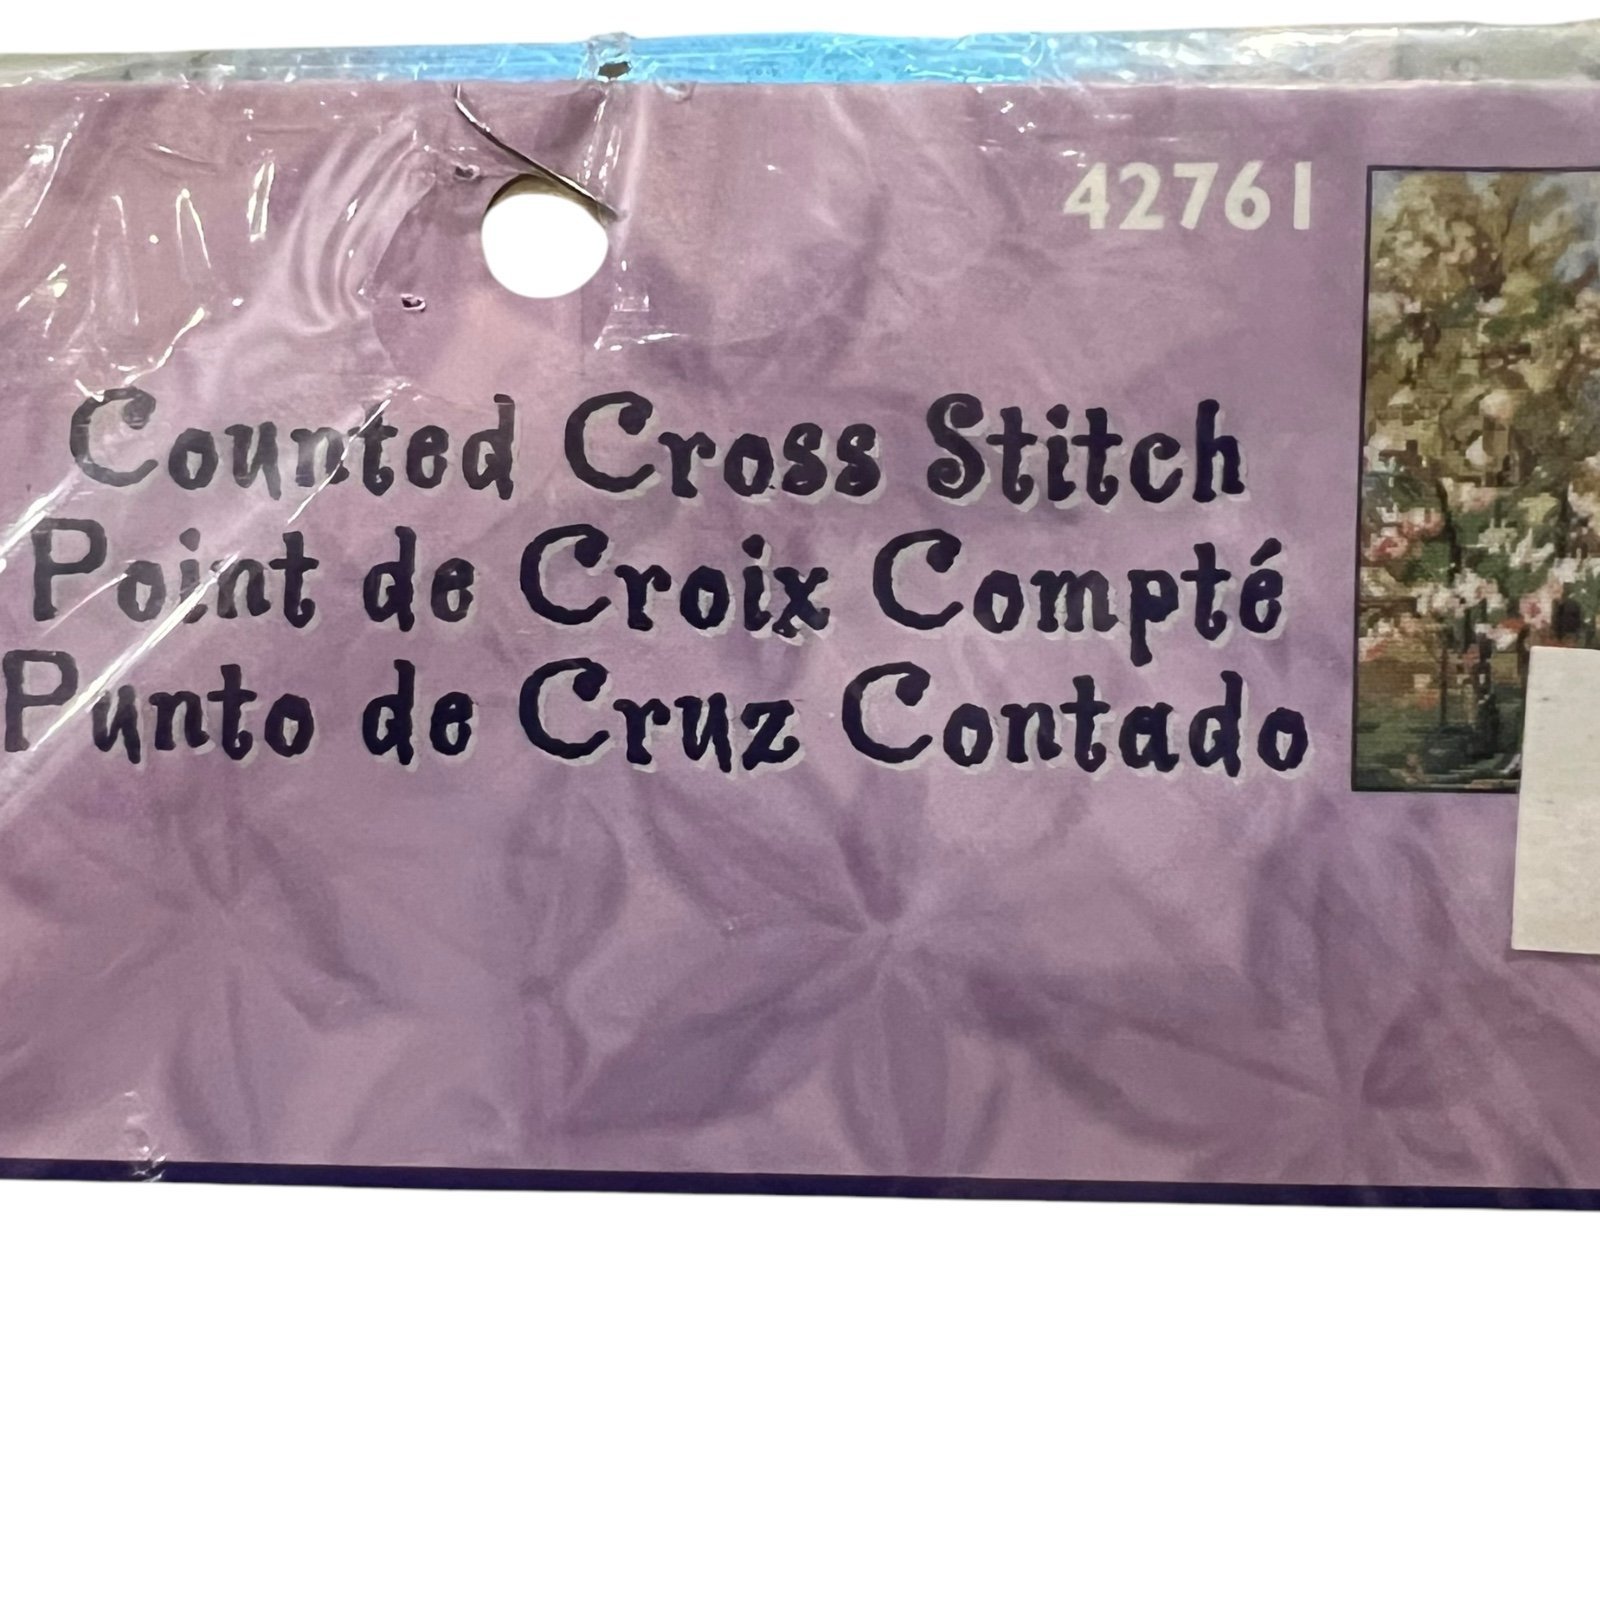 42761
Counted Cross Stitch
Point de Croix Compté
Punto de Cruz Contado